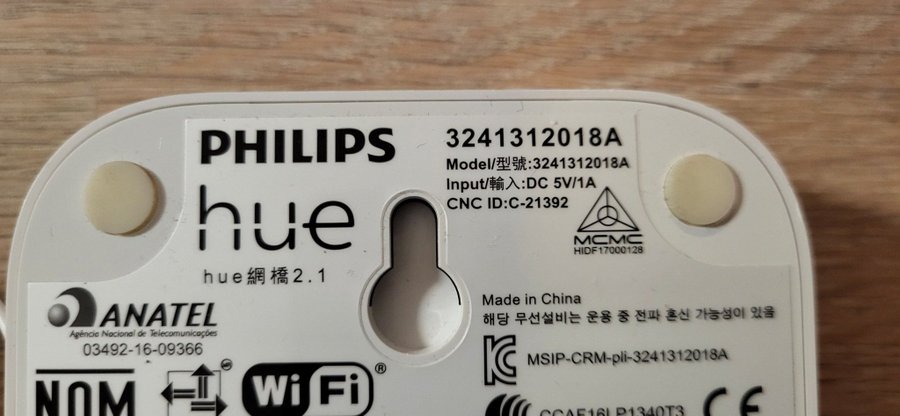 PHILIPS
hue
hue網橋2.1
3241312018A
Model/型號:3241312018A
Input/輸入:DC 5V/1A
CNC ID:C-21392
MCMC
HIDF17000128
ANATEL
Agência Nacional de Telecomunicações
03492-16-09366
Made in China
해당 무선설비는 운용 중 전파 혼신 가능성이 있음
MSIP-CRM-pli-3241312018A
NOM
WiFi®
CCAF16LP1340T3
CE